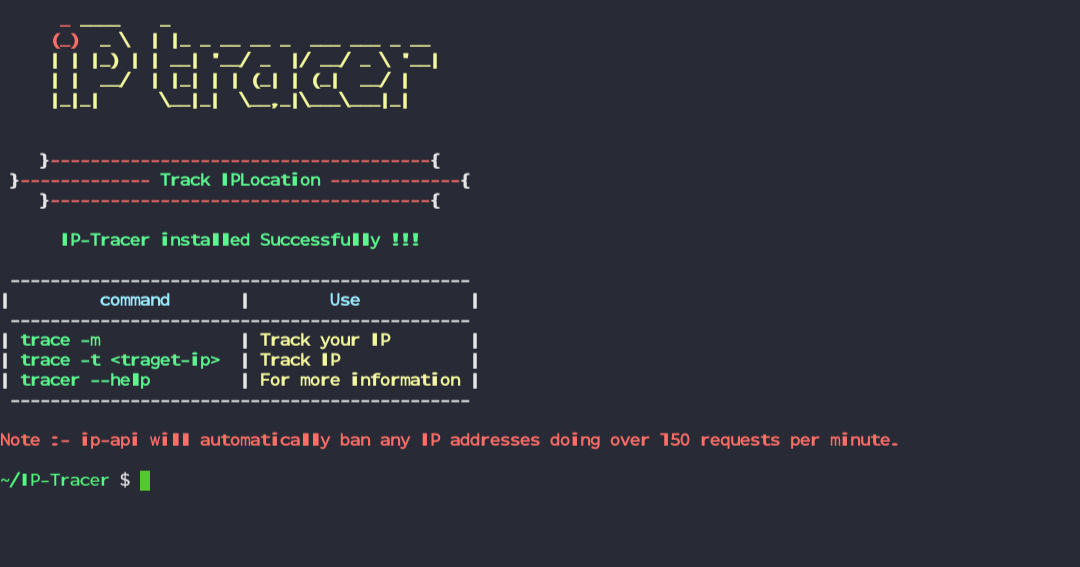 ip tracer
}--------------------------------------{
}------------- Track IPLocation -------------{
}--------------------------------------{
IP-Tracer installed Successfully !!!
----------------------------------------------
| command | Use |
----------------------------------------------
| trace -m | Track your IP |
| trace -t <traget-ip> | Track IP |
| tracer --help | For more information |
----------------------------------------------
Note :- ip-api will automatically ban any IP addresses doing over 150 requests per minute.
~/IP-Tracer $